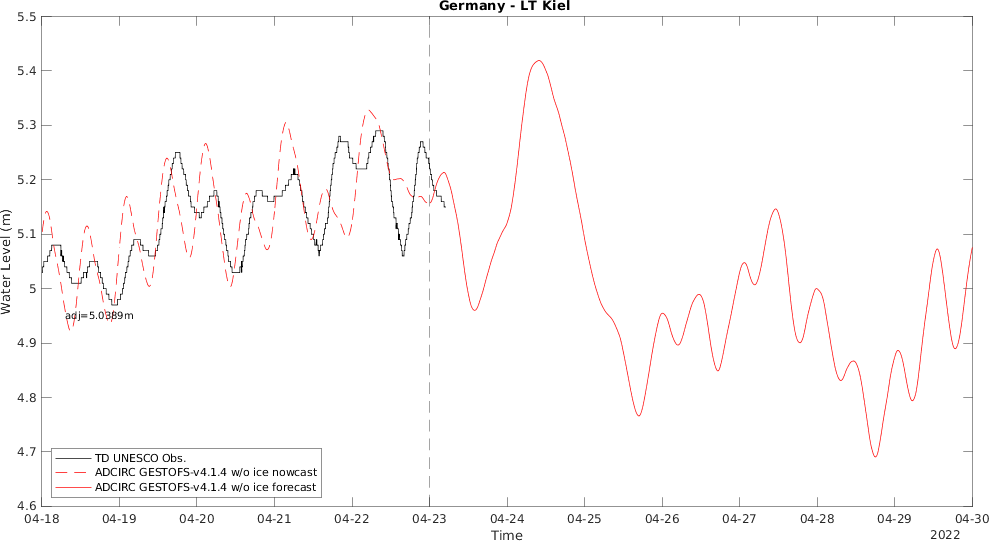 Germany - LT Kiel
5.5
5.4
5.3
5.2
5.1
5
4.9
4.8
4.7
4.6
Water Level (m)
adj=5.0389m
TD UNESCO Obs.
ADCIRC GESTOFS-v4.1.4 w/o ice nowcast
ADCIRC GESTOFS-v4.1.4 w/o ice forecast
04-18 04-19 04-20 04-21 04-22 04-23 04-24 04-25 04-26 04-27 04-28 04-29 04-30
Time
2022